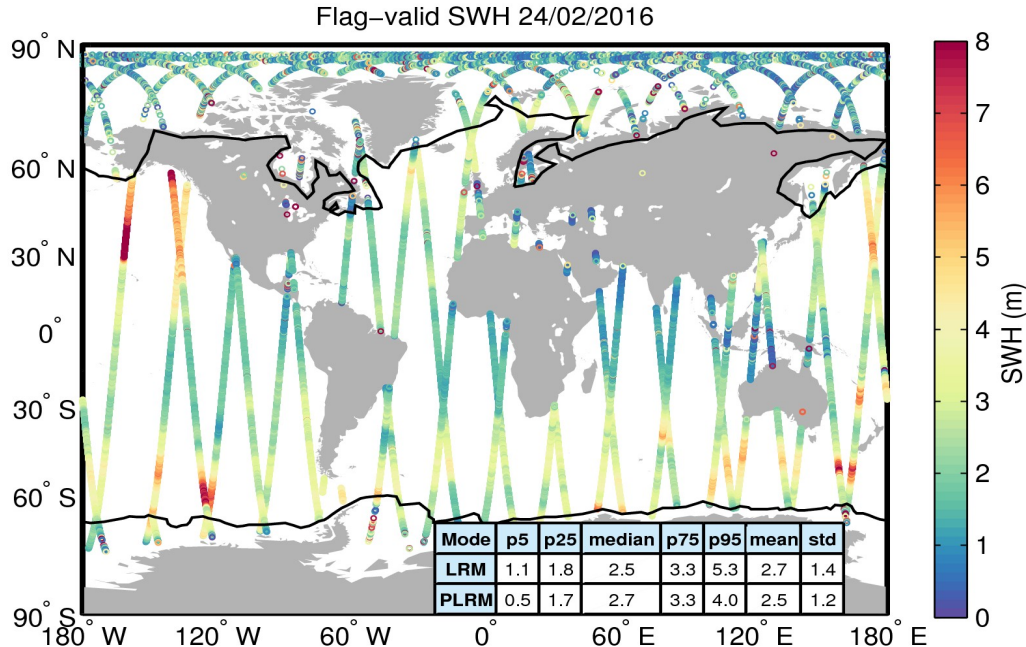 Flag−valid SWH 24/02/2016
90° N
60° N
30° N
0°
30° S
60° S
90° S
180° W
120° W
60° W
0°
60° E
120° E
180° E
8
7
6
5
4
3
2
1
0
SWH (m)
Mode p5 p25 median p75 p95 mean std
LRM 1.1 1.8 2.5 3.3 5.3 2.7 1.4
PLRM 0.5 1.7 2.7 3.3 4.0 2.5 1.2